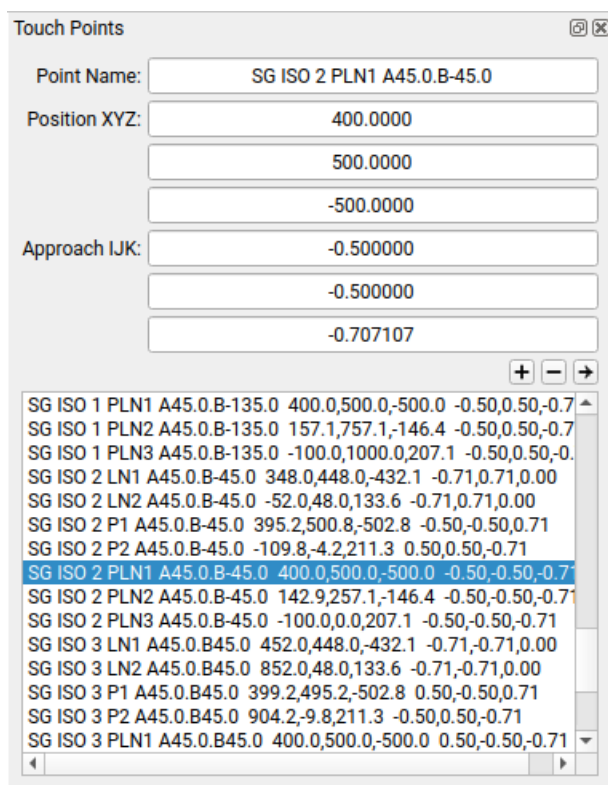 Touch Points
Point Name: SG ISO 2 PLN1 A45.0.B-45.0
Position XYZ: 400.0000
500.0000
-500.0000
Approach IJK: -0.500000
-0.500000
-0.707107
SG ISO 1 PLN1 A45.0.B-135.0 400.0,500.0,-500.0 -0.50,0.50,-0.7
SG ISO 1 PLN2 A45.0.B-135.0 157.1,757.1,-146.4 -0.50,0.50,-0.7
SG ISO 1 PLN3 A45.0.B-135.0 -100.0,1000.0,207.1 -0.50,0.50,-0.
SG ISO 2 LN1 A45.0.B-45.0 348.0,448.0,-432.1 -0.71,0.71,0.00
SG ISO 2 LN2 A45.0.B-45.0 -52.0,48.0,133.6 -0.71,0.71,0.00
SG ISO 2 P1 A45.0.B-45.0 395.2,500.8,-502.8 -0.50,-0.50,0.71
SG ISO 2 P2 A45.0.B-45.0 -109.8,-4.2,211.3 0.50,0.50,-0.71
SG ISO 2 PLN1 A45.0.B-45.0 400.0,500.0,-500.0 -0.50,-0.50,-0.71
SG ISO 2 PLN2 A45.0.B-45.0 142.9,257.1,-146.4 -0.50,-0.50,-0.71
SG ISO 2 PLN3 A45.0.B-45.0 -100.0,0.0,207.1 -0.50,-0.50,-0.71
SG ISO 3 LN1 A45.0.B45.0 452.0,448.0,-432.1 -0.71,-0.71,0.00
SG ISO 3 LN2 A45.0.B45.0 852.0,48.0,133.6 -0.71,-0.71,0.00
SG ISO 3 P1 A45.0.B45.0 399.2,495.2,-502.8 0.50,-0.50,0.71
SG ISO 3 P2 A45.0.B45.0 904.2,-9.8,211.3 -0.50,0.50,-0.71
SG ISO 3 PLN1 A45.0.B45.0 400.0,500.0,-500.0 0.50,-0.50,-0.71